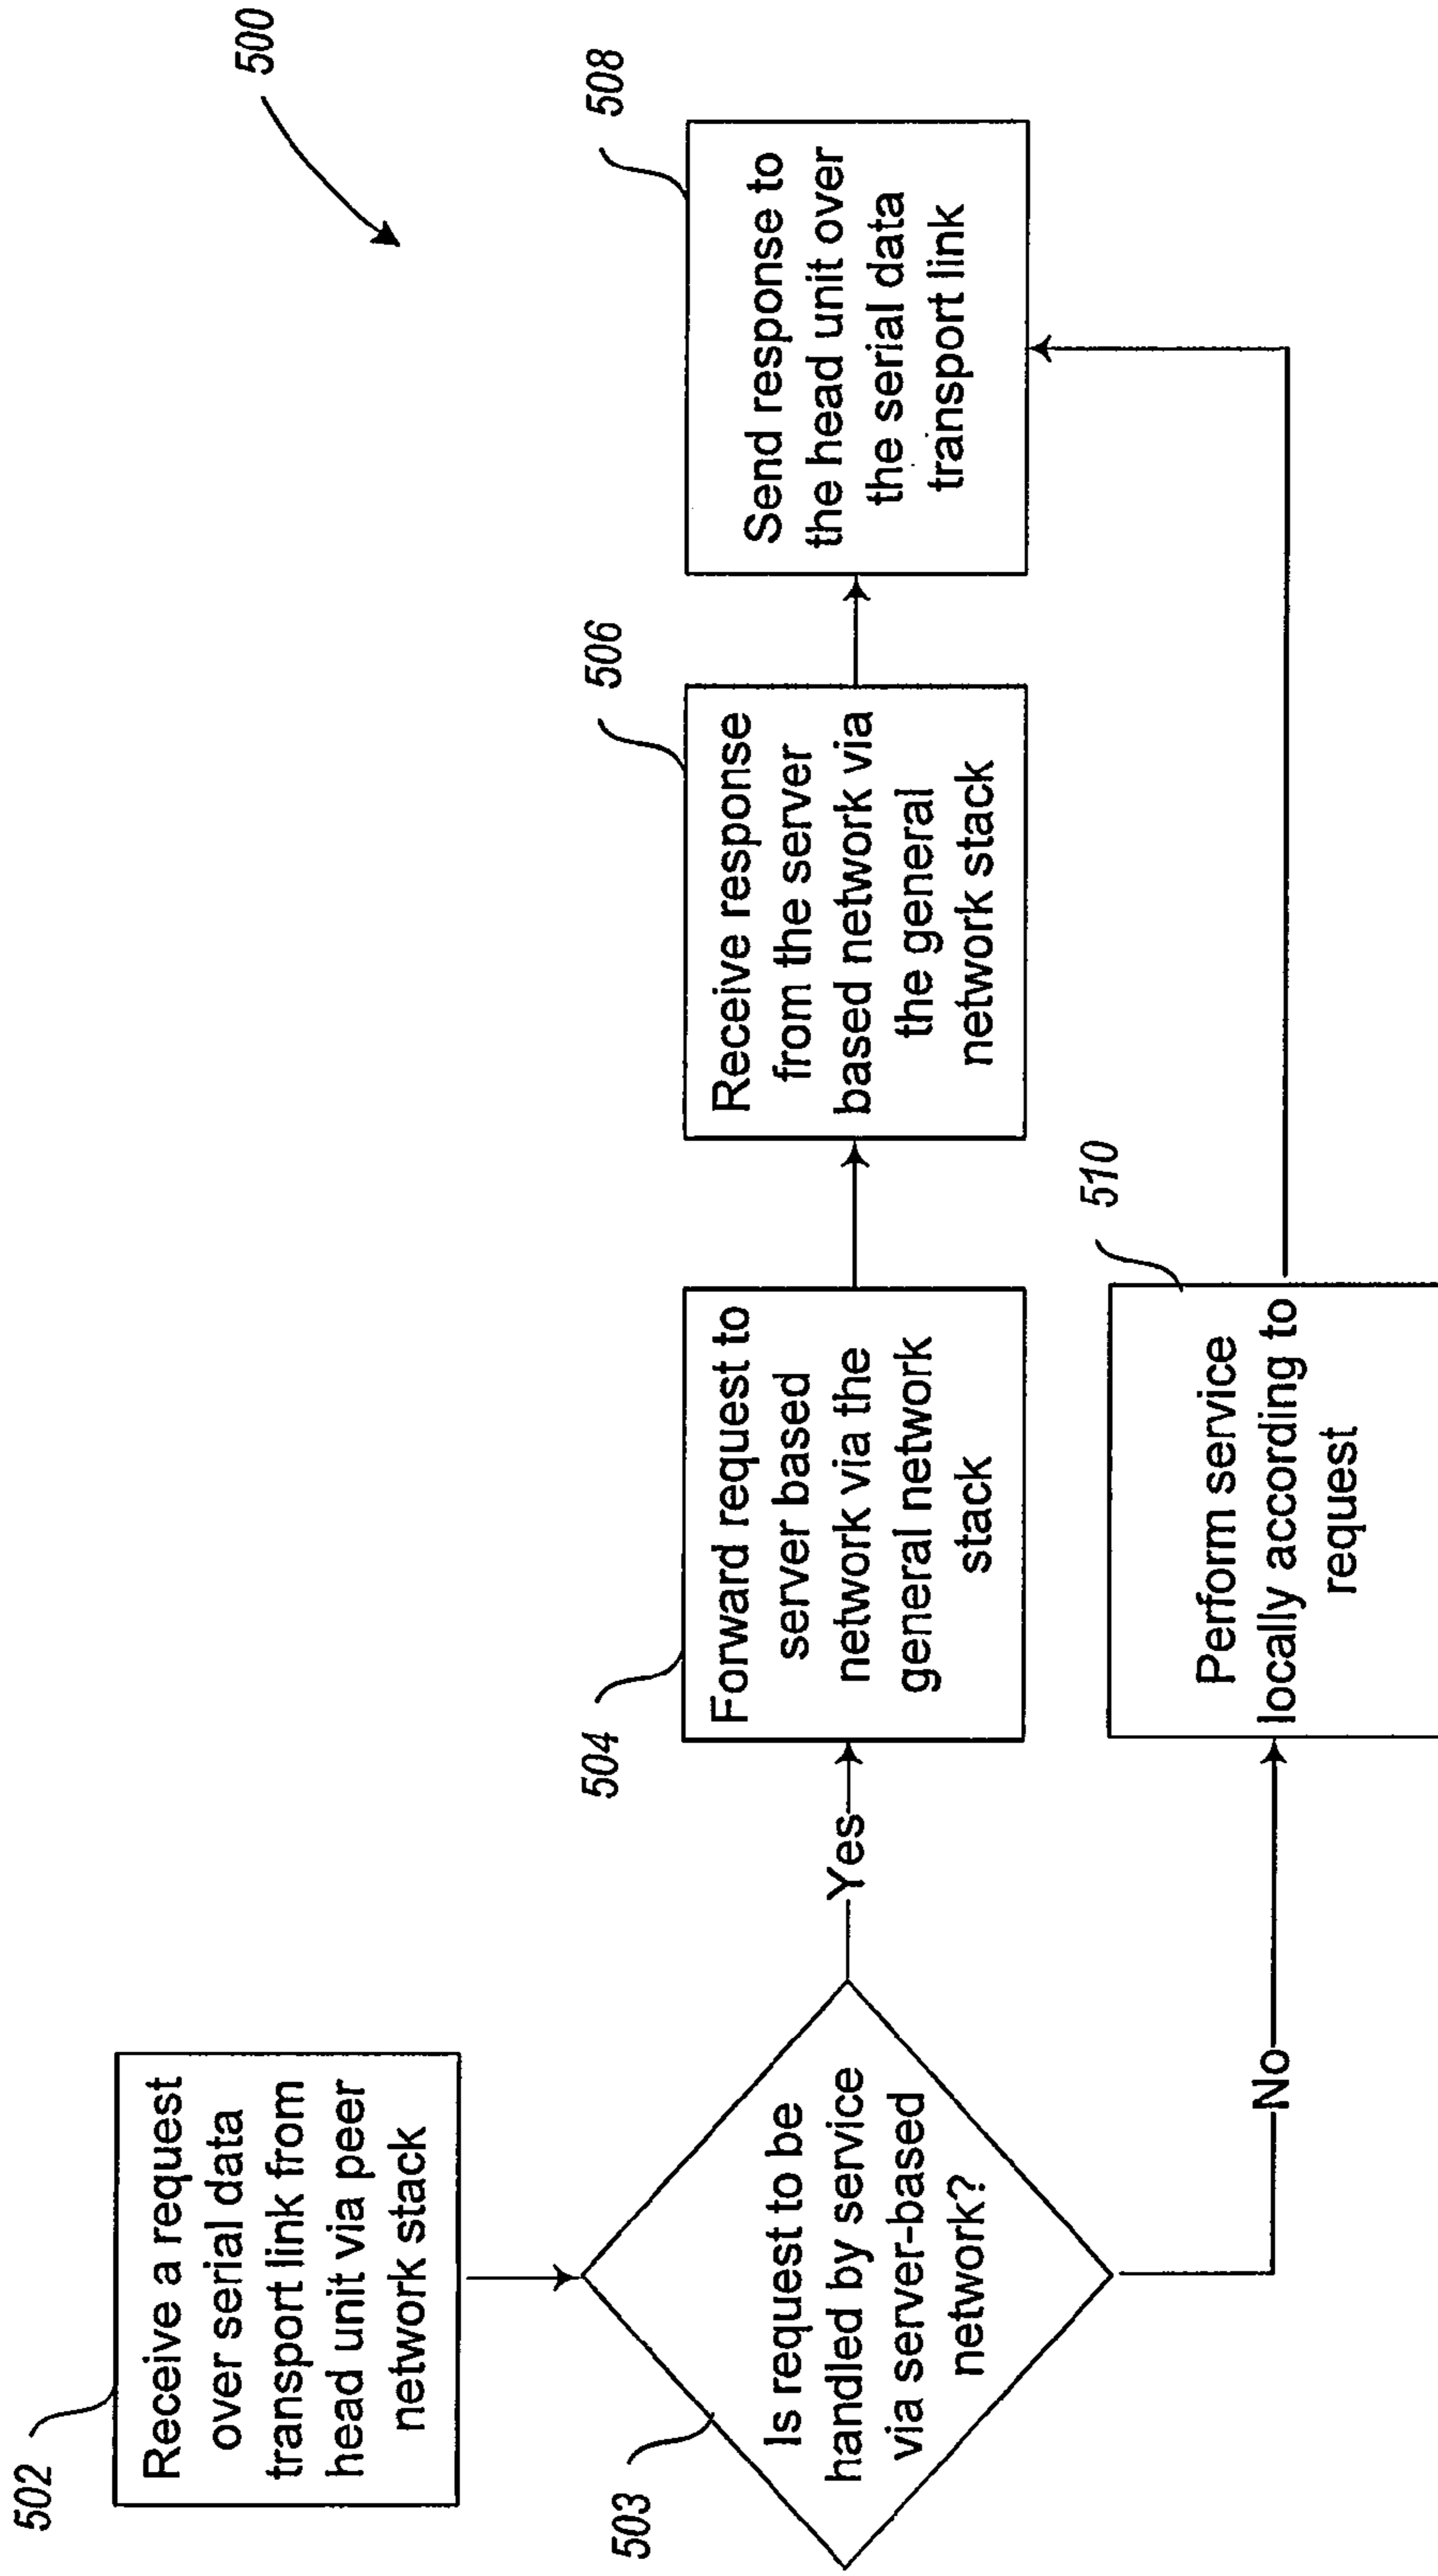 500
502
Receive a request
over serial data
transport link from
head unit via peer
network stack
503
Is request to be
handled by service
via server-based
network?
Yes
504
Forward request to
server based
network via the
general network
stack
506
Receive response
from the server
based network via
the general
network stack
508
Send response to
the head unit over
the serial data
transport link
No
510
Perform service
locally according to
request